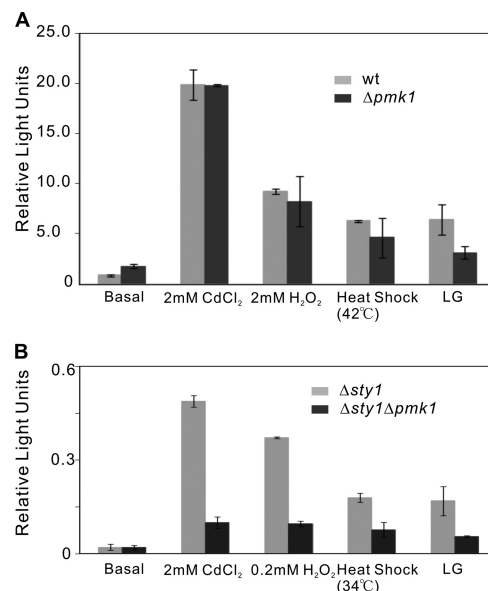 A
Relative Light Units
25.0
20.0
15.0
10.0
5.0
0
wt
Δpmk1
Basal
2mM CdCl₂
2mM H₂O₂
Heat Shock
(42℃)
LG
B
Relative Light Units
0.6
0.3
0
Δsty1
Δsty1Δpmk1
Basal
2mM CdCl₂
0.2mM H₂O₂
Heat Shock
(34℃)
LG